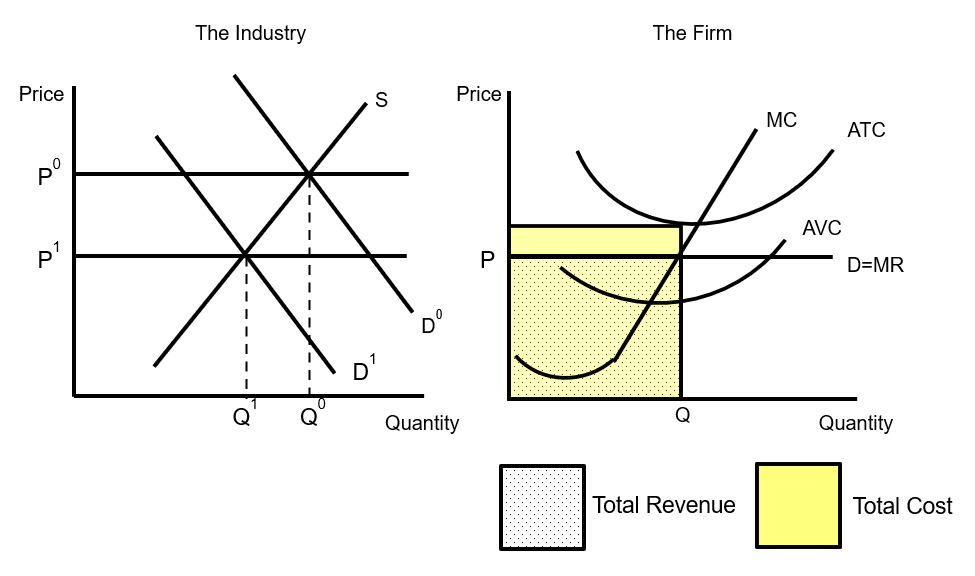 The Industry
Price
S
P⁰
P¹
D⁰
D¹
Q¹
Q⁰
Quantity
The Firm
Price
MC
ATC
AVC
P
D=MR
Q
Quantity
Total Revenue
Total Cost